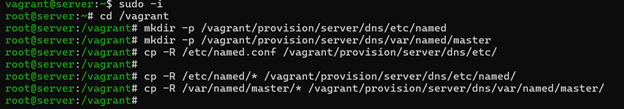 vagrant@server:~$ sudo -i
root@server:~# cd /vagrant
root@server:/vagrant# mkdir -p /vagrant/provision/server/dns/etc/named
root@server:/vagrant# mkdir -p /vagrant/provision/server/dns/var/named/master
root@server:/vagrant# cp -R /etc/named.conf /vagrant/provision/server/dns/etc/
root@server:/vagrant#
root@server:/vagrant# cp -R /etc/named/* /vagrant/provision/server/dns/etc/named/
root@server:/vagrant# cp -R /var/named/master/* /vagrant/provision/server/dns/var/named/master/
root@server:/vagrant#